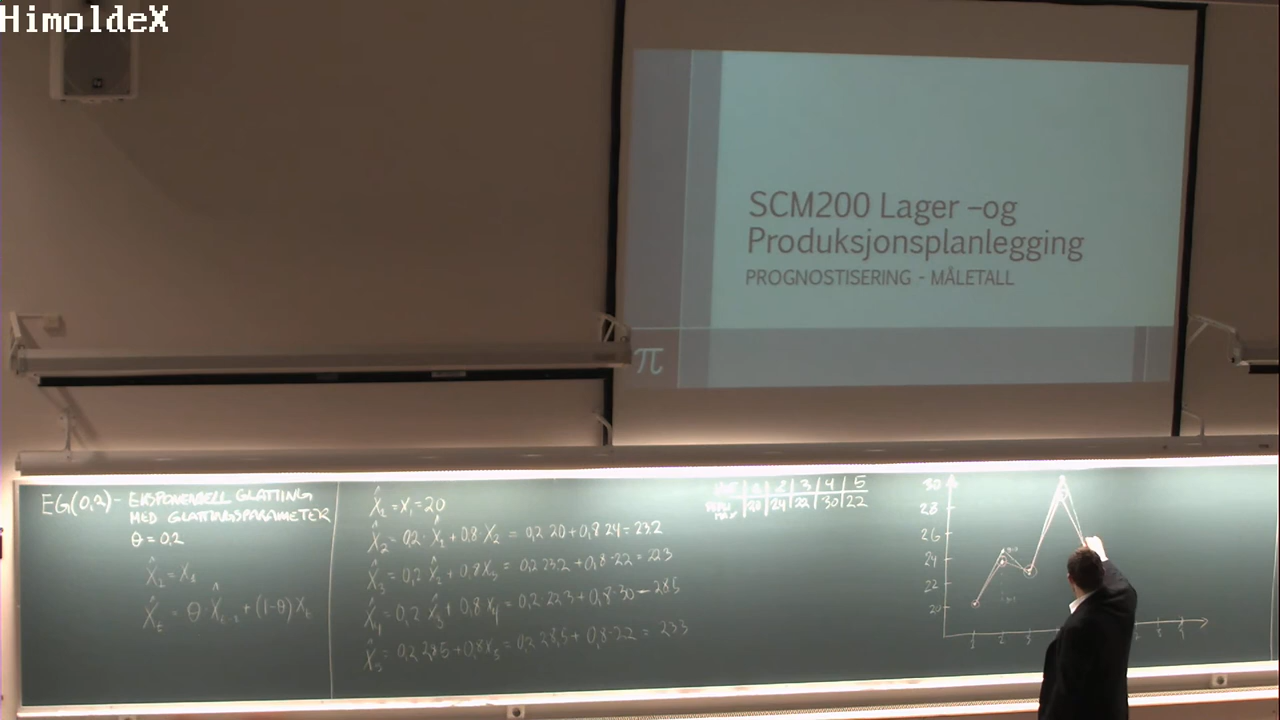 HimoldeX
SCM200 Lager –og
Produksjonsplanlegging
PROGNOSTISERING - MÅLETALL
π
EG(0,2)- EKSPONENSIELL GLATTING
MED GLATTINGSPARAMETER
θ = 0,2
X̂₁ = X₁
X̂ₜ = θ · X̂ₜ₋₁ + (1-θ)Xₜ
X̂₁ = X₁ = 20
X̂₂ = 0,2 · X̂₁ + 0,8 · X₂ = 0,2·20 + 0,8·24 = 23.2
X̂₃ = 0,2 X̂₂ + 0,8X₃ = 0,2·23.2 + 0,8·22 = 22.3
X̂₄ = 0,2 X̂₃ + 0,8 X₄ = 0,2·22.3 + 0,8·30 = 28.5
X̂₅ = 0,2 28.5 + 0,8X₅ = 0,2 28,5 + 0,8·22 = 23.3
1 2 3 4 5
20 24 22 30 22
30
28
26
24
22
20
1 2 3